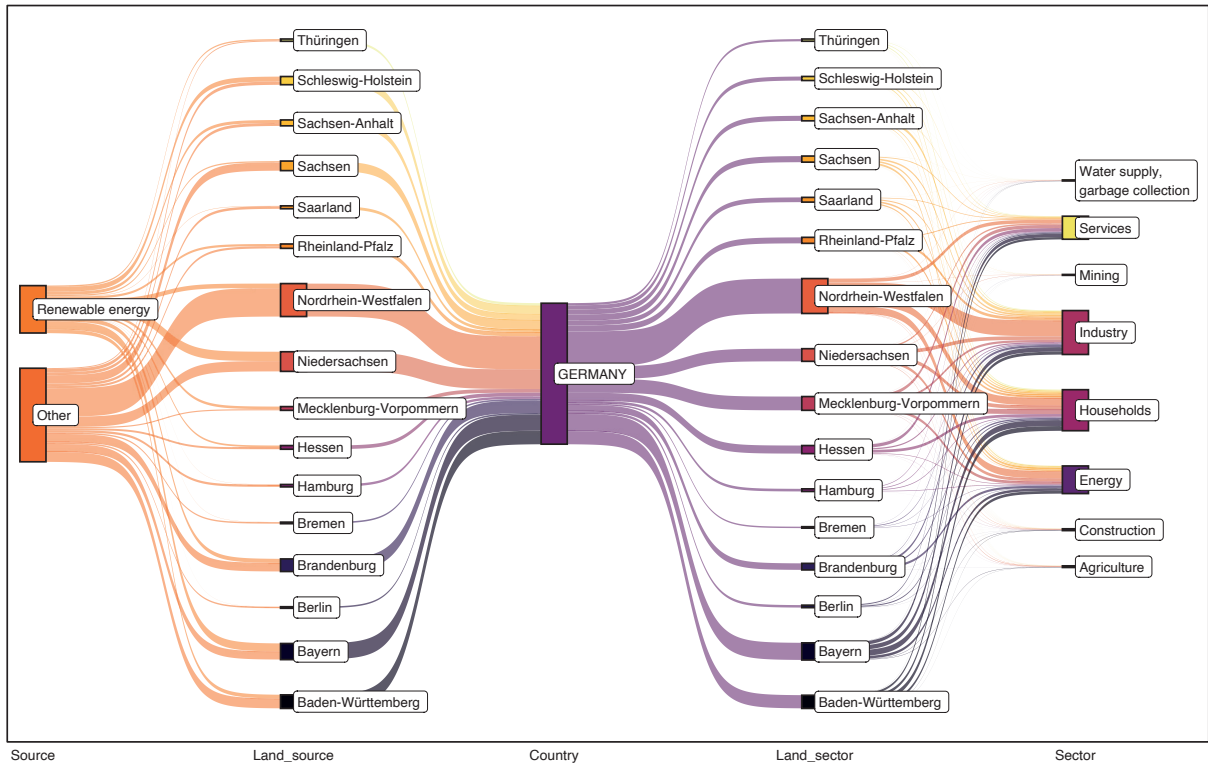 Renewable energy
Other
Thüringen
Schleswig-Holstein
Sachsen-Anhalt
Sachsen
Saarland
Rheinland-Pfalz
Nordrhein-Westfalen
Niedersachsen
Mecklenburg-Vorpommern
Hessen
Hamburg
Bremen
Brandenburg
Berlin
Bayern
Baden-Württemberg
GERMANY
Thüringen
Schleswig-Holstein
Sachsen-Anhalt
Sachsen
Saarland
Rheinland-Pfalz
Nordrhein-Westfalen
Niedersachsen
Mecklenburg-Vorpommern
Hessen
Hamburg
Bremen
Brandenburg
Berlin
Bayern
Baden-Württemberg
Water supply,
garbage collection
Services
Mining
Industry
Households
Energy
Construction
Agriculture
Source
Land_source
Country
Land_sector
Sector